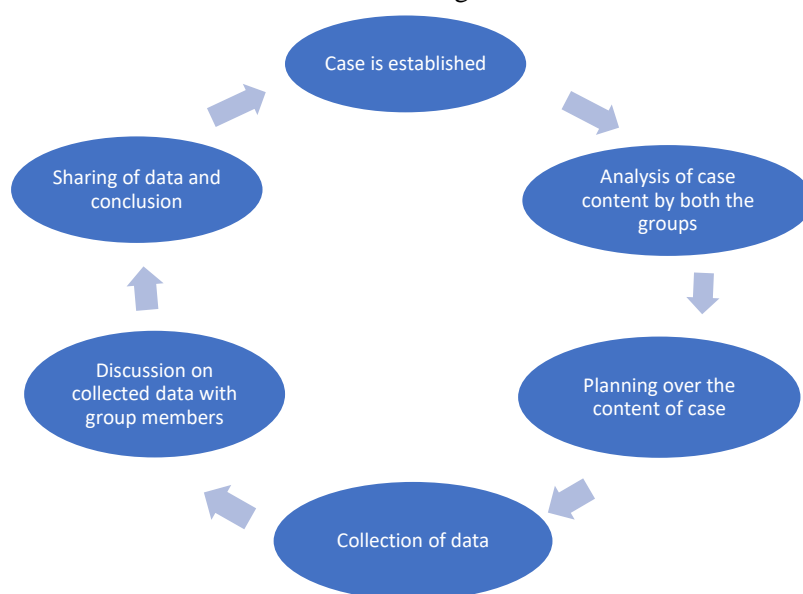 Case is established
Analysis of case
content by both the
groups
Planning over the
content of case
Collection of data
Discussion on
collected data with
group members
Sharing of data and
conclusion